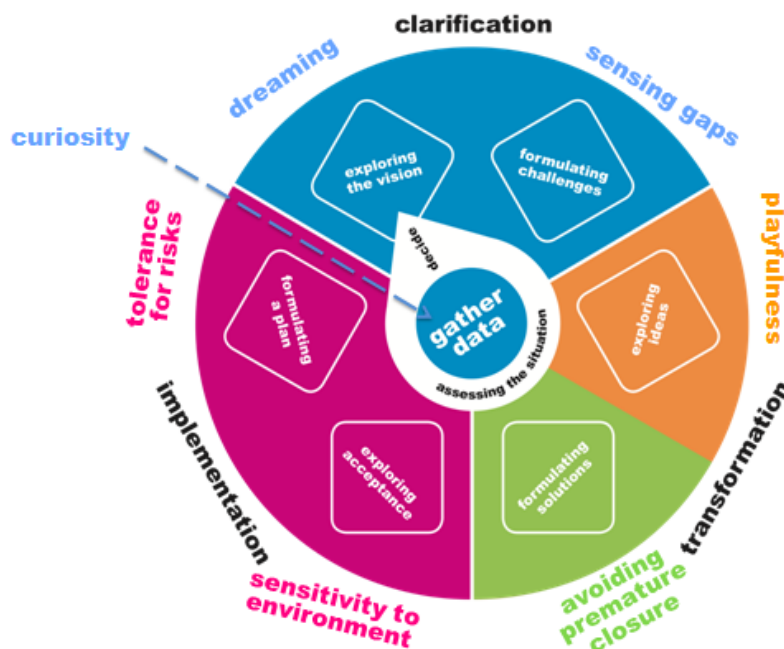 clarification
dreaming
sensing gaps
curiosity
exploring
the vision
formulating
challenges
playfulness
tolerance
for risks
decide
gather
data
assessing the situation
formulating
a plan
exploring
ideas
implementation
exploring
acceptance
formulating
solutions
transformation
sensitivity to
environment
avoiding
premature
closure